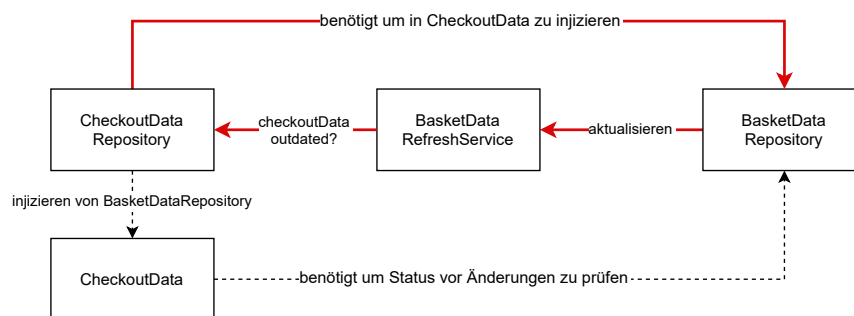 benötigt um in CheckoutData zu injizieren
CheckoutData
Repository
checkoutData
outdated?
BasketData
RefreshService
aktualisieren
BasketData
Repository
injizieren von BasketDataRepository
CheckoutData
benötigt um Status vor Änderungen zu prüfen